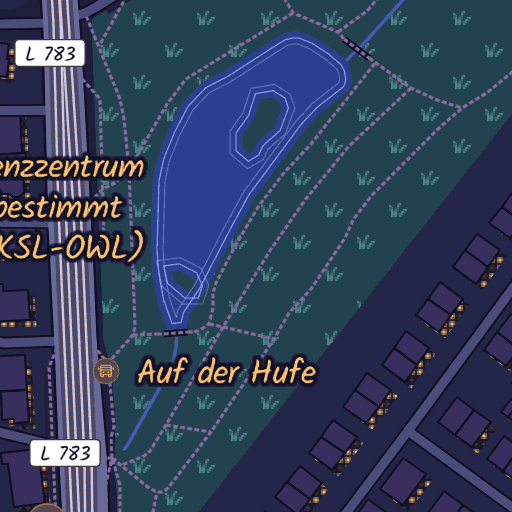 L 783
enzzentrum
bestimmt
KSL-OWL)
Auf der Hufe
L 783